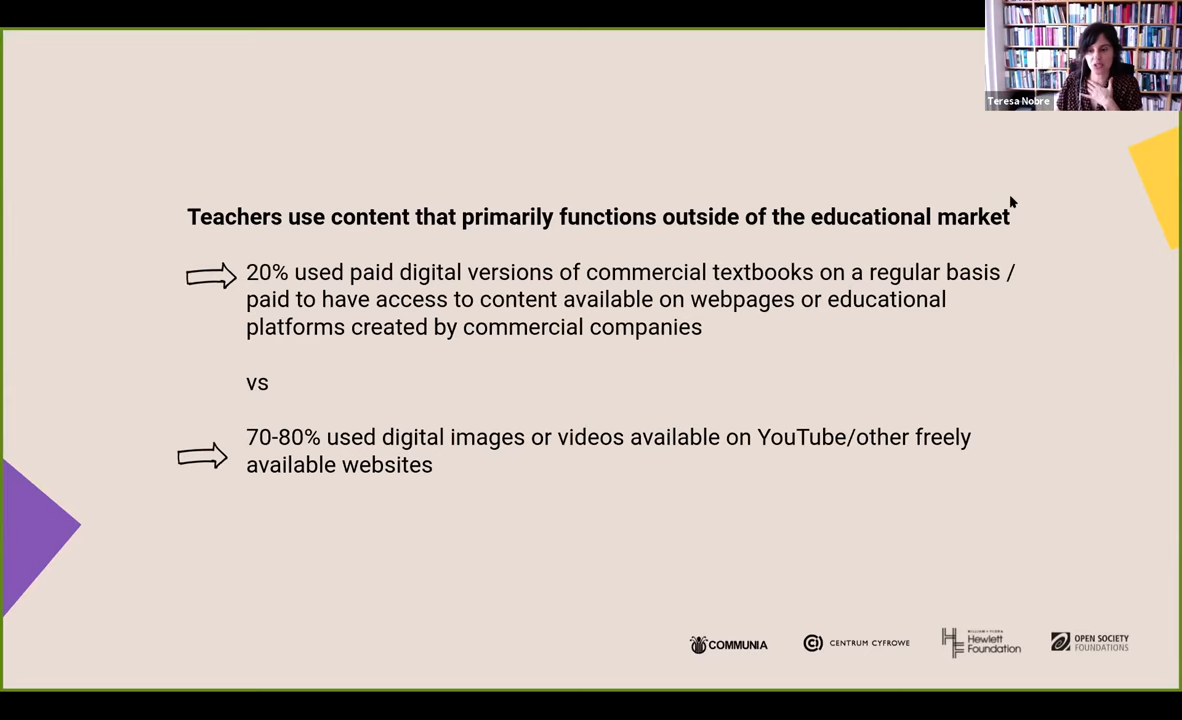 Teresa Nobre
Teachers use content that primarily functions outside of the educational market
20% used paid digital versions of commercial textbooks on a regular basis /
paid to have access to content available on webpages or educational
platforms created by commercial companies
vs
70-80% used digital images or videos available on YouTube/other freely
available websites
COMMUNIA
CENTRUM CYFROWE
WILLIAM + FLORA
Hewlett
Foundation
OPEN SOCIETY
FOUNDATIONS